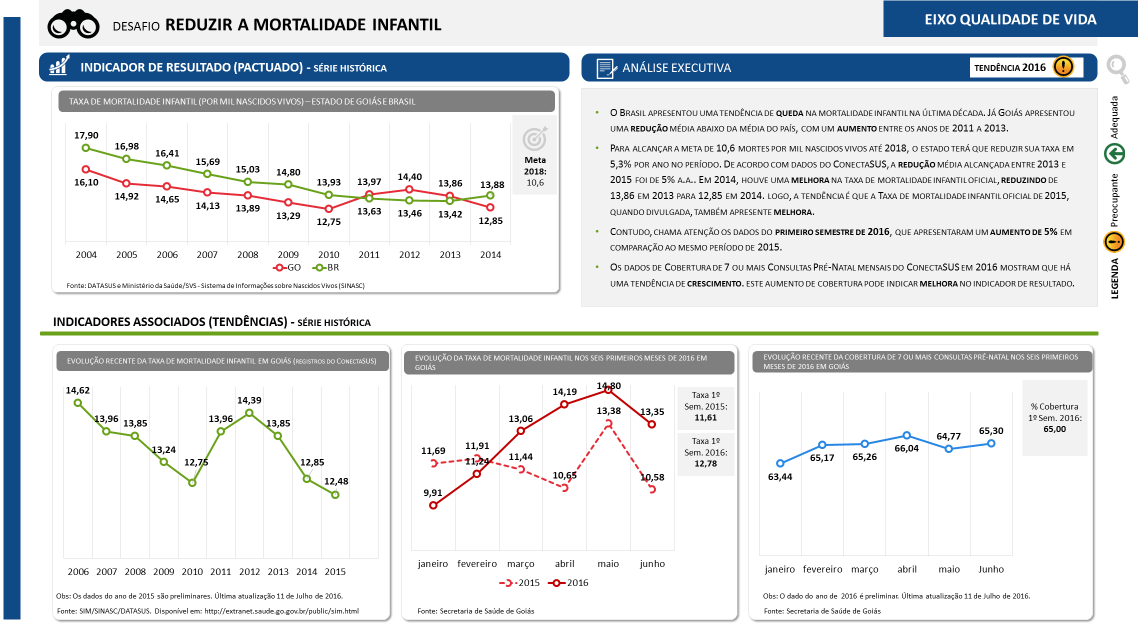 DESAFIO REDUZIR A MORTALIDADE INFANTIL
EIXO QUALIDADE DE VIDA
INDICADOR DE RESULTADO (PACTUADO) - SÉRIE HISTÓRICA
TAXA DE MORTALIDADE INFANTIL (POR MIL NASCIDOS VIVOS) – ESTADO DE GOIÁS E BRASIL
17,90
16,98
16,41
15,69
15,03
14,80
13,93
13,97
14,40
13,86
13,88
16,10
14,92
14,65
14,13
13,89
13,29
12,75
13,63
13,46
13,42
12,85
2004 2005 2006 2007 2008 2009 2010 2011 2012 2013 2014
GO BR
Meta
2018:
10,6
Fonte: DATASUS e Ministério da Saúde/SVS - Sistema de Informações sobre Nascidos Vivos (SINASC)
ANÁLISE EXECUTIVA
TENDÊNCIA 2016
• O BRASIL APRESENTOU UMA TENDÊNCIA DE QUEDA NA MORTALIDADE INFANTIL NA ÚLTIMA DÉCADA. JÁ GOIÁS APRESENTOU
UMA REDUÇÃO MÉDIA ABAIXO DA MÉDIA DO PAÍS, COM UM AUMENTO ENTRE OS ANOS DE 2011 A 2013.
• PARA ALCANÇAR A META DE 10,6 MORTES POR MIL NASCIDOS VIVOS ATÉ 2018, O ESTADO TERÁ QUE REDUZIR SUA TAXA EM
5,3% POR ANO NO PERÍODO. DE ACORDO COM DADOS DO CONECTASUS, A REDUÇÃO MÉDIA ALCANÇADA ENTRE 2013 E
2015 FOI DE 5% A.A.. EM 2014, HOUVE UMA MELHORA NA TAXA DE MORTALIDADE INFANTIL OFICIAL, REDUZINDO DE
13,86 EM 2013 PARA 12,85 EM 2014. LOGO, A TENDÊNCIA É QUE A TAXA DE MORTALIDADE INFANTIL OFICIAL DE 2015,
QUANDO DIVULGADA, TAMBÉM APRESENTE MELHORA.
• CONTUDO, CHAMA ATENÇÃO OS DADOS DO PRIMEIRO SEMESTRE DE 2016, QUE APRESENTARAM UM AUMENTO DE 5% EM
COMPARAÇÃO AO MESMO PERÍODO DE 2015.
• OS DADOS DE COBERTURA DE 7 OU MAIS CONSULTAS PRÉ-NATAL MENSAIS DO CONECTASUS EM 2016 MOSTRAM QUE HÁ
UMA TENDÊNCIA DE CRESCIMENTO. ESTE AUMENTO DE COBERTURA PODE INDICAR MELHORA NO INDICADOR DE RESULTADO.
LEGENDA Preocupante Adequada
INDICADORES ASSOCIADOS (TENDÊNCIAS) - SÉRIE HISTÓRICA
EVOLUÇÃO RECENTE DA TAXA DE MORTALIDADE INFANTIL EM GOIÁS (REGISTROS DO CONECTASUS)
14,62
13,96
13,85
13,24
12,75
13,96
14,39
13,85
12,85
12,48
2006 2007 2008 2009 2010 2011 2012 2013 2014 2015
Obs: Os dados do ano de 2015 são preliminares. Última atualização 11 de Julho de 2016.
Fonte: SIM/SINASC/DATASUS. Disponível em: http://extranet.saude.go.gov.br/public/sim.html
EVOLUÇÃO DA TAXA DE MORTALIDADE INFANTIL NOS SEIS PRIMEIROS MESES DE 2016 EM
GOIÁS
11,69
11,91
11,44
10,65
13,38
10,58
9,91
11,24
13,06
14,19
14,80
13,35
janeiro fevereiro março abril maio junho
2015 2016
Taxa 1º
Sem. 2015:
11,61
Taxa 1º
Sem. 2016:
12,78
Fonte: Secretaria de Saúde de Goiás
EVOLUÇÃO RECENTE DA COBERTURA DE 7 OU MAIS CONSULTAS PRÉ-NATAL NOS SEIS PRIMEIROS
MESES DE 2016 EM GOIÁS
63,44
65,17
65,26
66,04
64,77
65,30
janeiro fevereiro março abril maio Junho
% Cobertura
1º Sem. 2016:
65,00
Obs: O dado do ano de 2016 é preliminar. Última atualização 11 de Julho de 2016.
Fonte: Secretaria de Saúde de Goiás